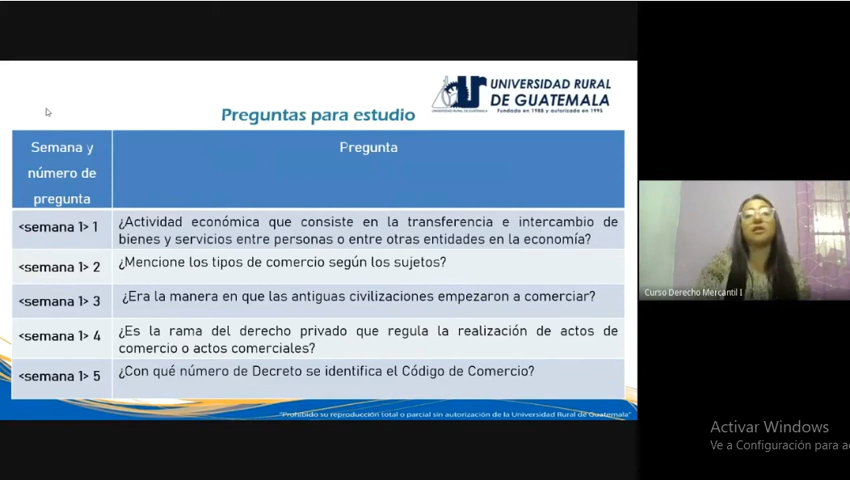 UNIVERSIDAD RURAL
DE GUATEMALA
Fundado en 1988 y autorizado en 1995
Preguntas para estudio
Semana y
número de
pregunta
Pregunta
<semana 1> 1
¿Actividad económica que consiste en la transferencia e intercambio de
bienes y servicios entre personas o entre otras entidades en la economía?
<semana 1> 2
¿Mencione los tipos de comercio según los sujetos?
<semana 1> 3
¿Era la manera en que las antiguas civilizaciones empezaron a comerciar?
<semana 1> 4
¿Es la rama del derecho privado que regula la realización de actos de
comercio o actos comerciales?
<semana 1> 5
¿Con qué número de Decreto se identifica el Código de Comercio?
"Prohibido su reproducción total o parcial sin autorización de la Universidad Rural de Guatemala"
Curso Derecho Mercantil I
Activar Windows
Ve a Configuración para a